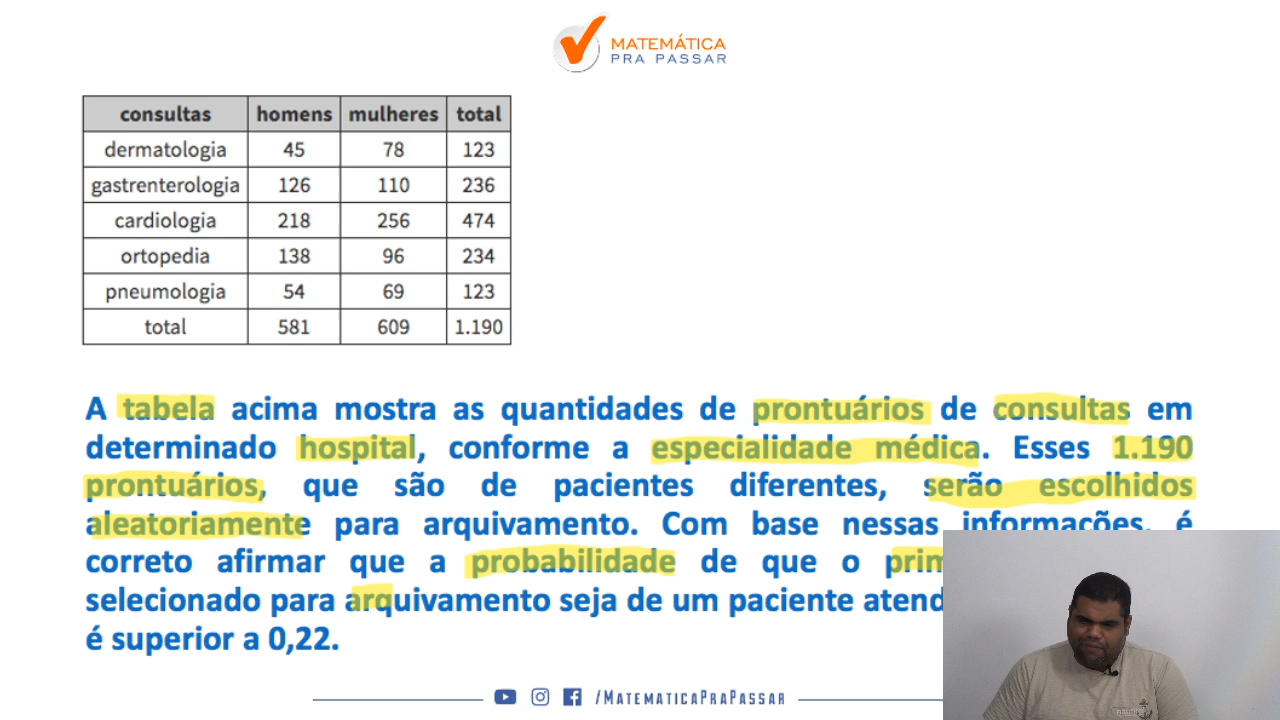 MATEMÁTICA
PRA PASSAR
consultas homens mulheres total
dermatologia 45 78 123
gastrenterologia 126 110 236
cardiologia 218 256 474
ortopedia 138 96 234
pneumologia 54 69 123
total 581 609 1.190
A tabela acima mostra as quantidades de prontuários de consultas em
determinado hospital, conforme a especialidade médica. Esses 1.190
prontuários, que são de pacientes diferentes, serão escolhidos
aleatoriamente para arquivamento. Com base nessas informações, é
correto afirmar que a probabilidade de que o
selecionado para arquivamento seja de um paciente
é superior a 0,22.
/MATEMATICAPRAPASSAR